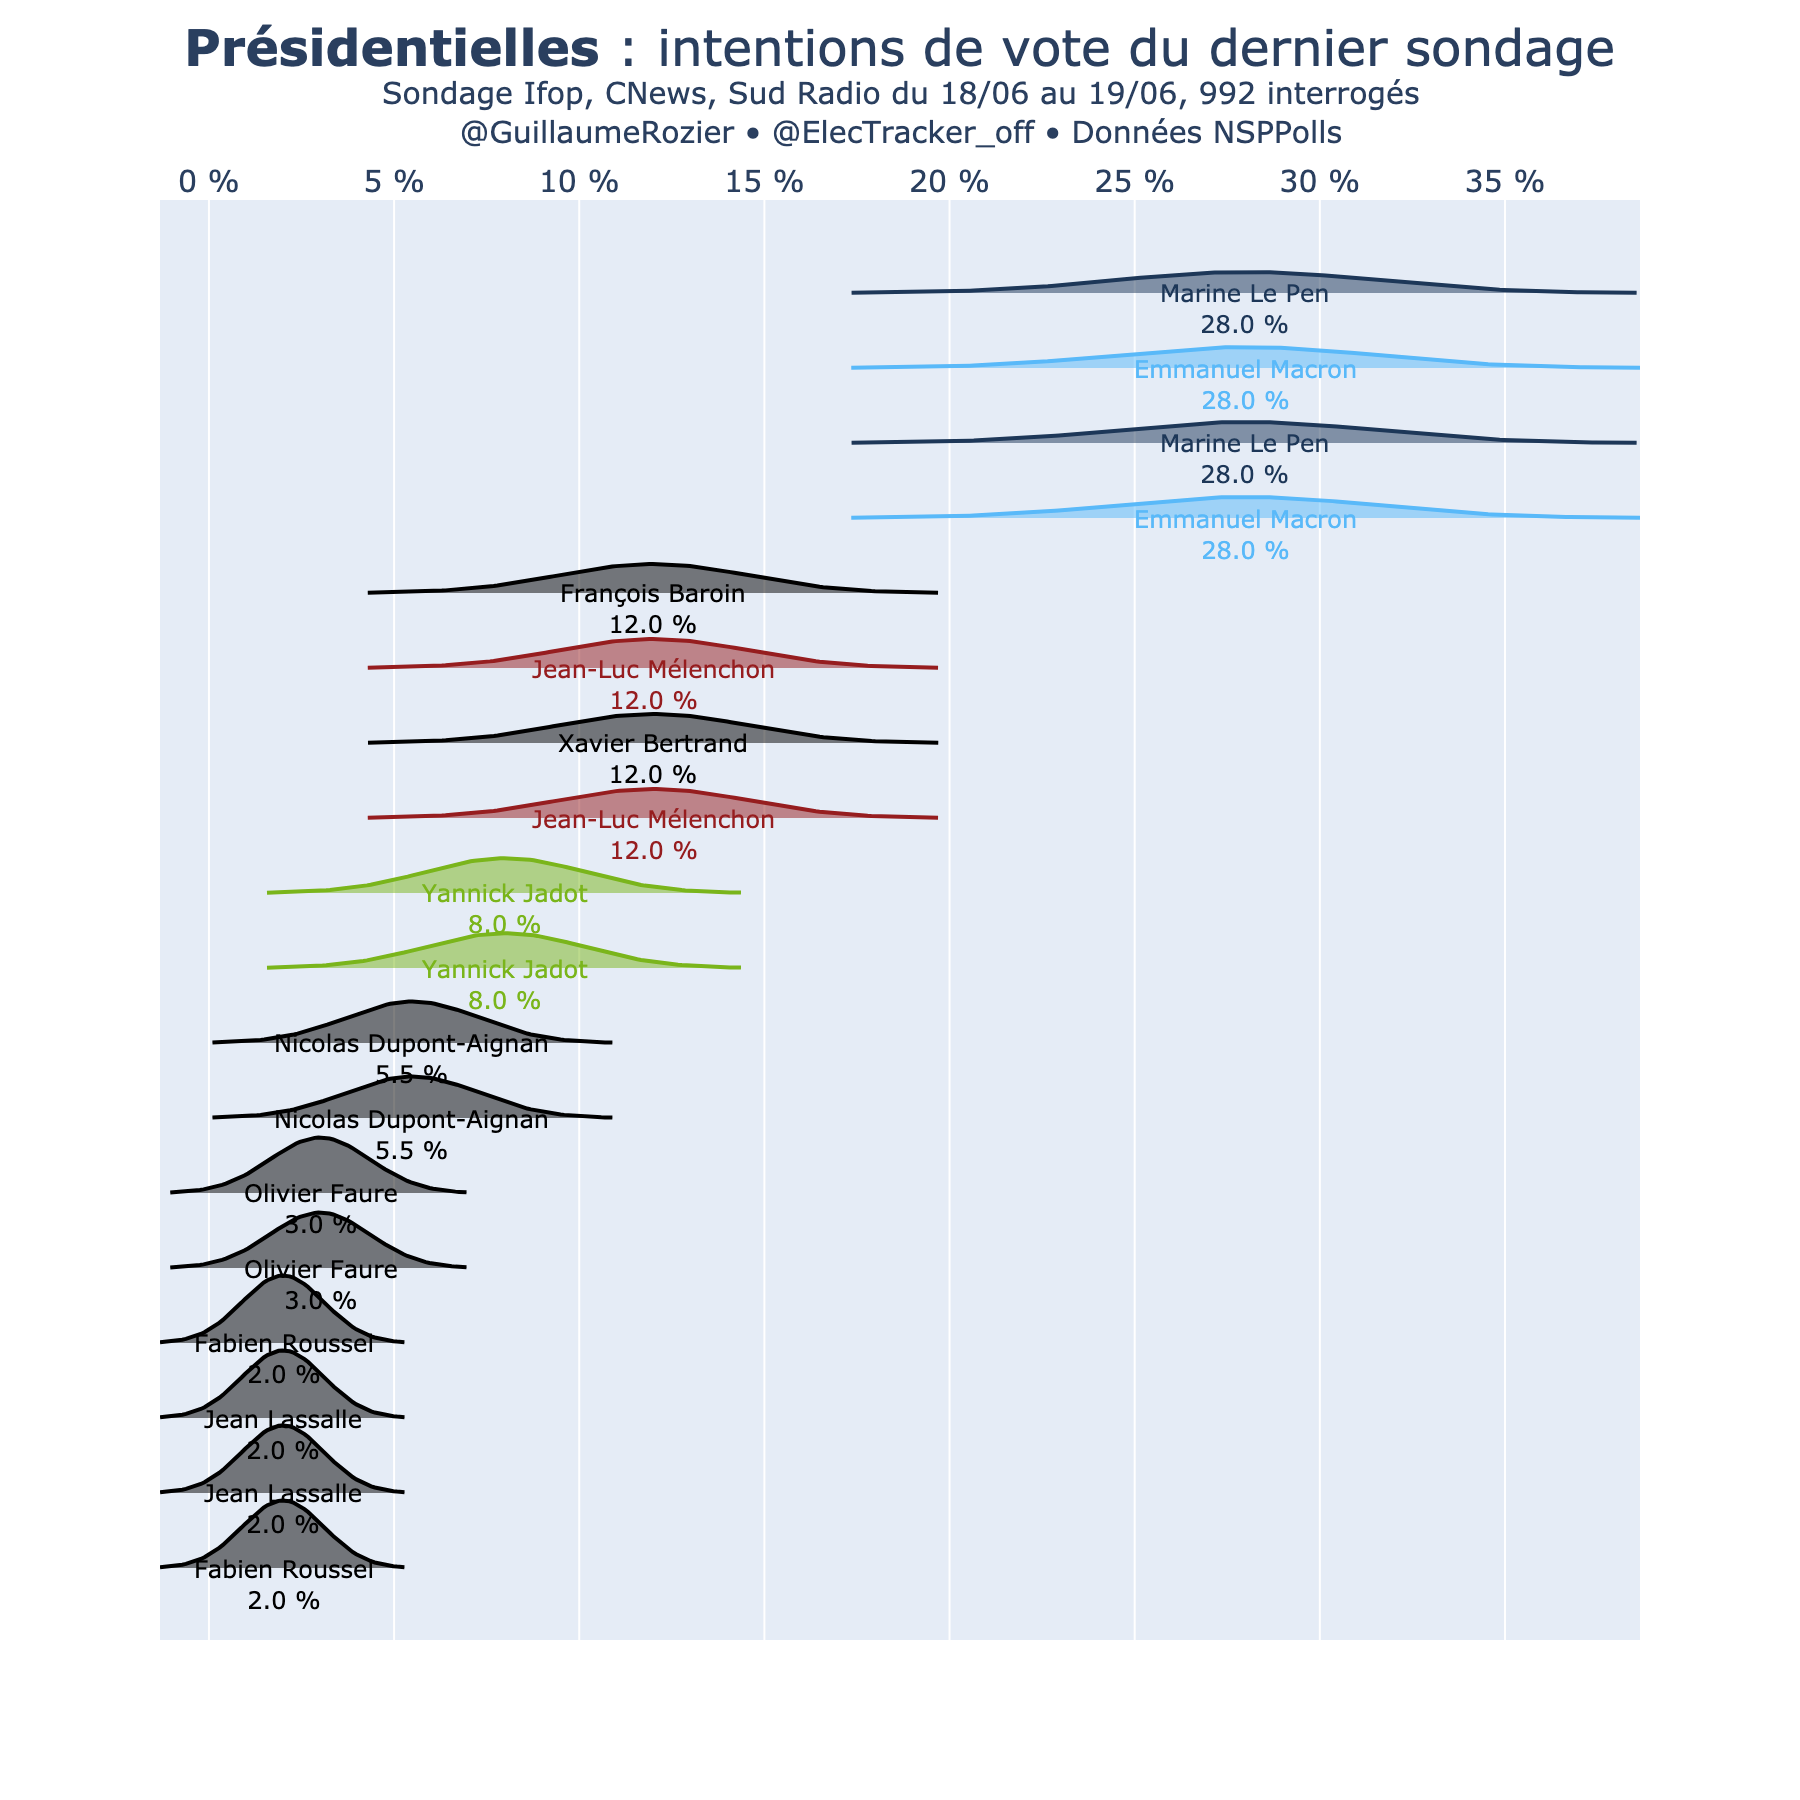 Présidentielles : intentions de vote du dernier sondage
Sondage Ifop, CNews, Sud Radio du 18/06 au 19/06, 992 interrogés
@GuillaumeRozier • @ElecTracker_off • Données NSPPolls
0 % 5 % 10 % 15 % 20 % 25 % 30 % 35 %
Marine Le Pen
28.0 %
Emmanuel Macron
28.0 %
Marine Le Pen
28.0 %
Emmanuel Macron
28.0 %
François Baroin
12.0 %
Jean-Luc Mélenchon
12.0 %
Xavier Bertrand
12.0 %
Jean-Luc Mélenchon
12.0 %
Yannick Jadot
8.0 %
Yannick Jadot
8.0 %
Nicolas Dupont-Aignan
5.5 %
Nicolas Dupont-Aignan
5.5 %
Olivier Faure
3.0 %
Olivier Faure
3.0 %
Fabien Roussel
2.0 %
Jean Lassalle
2.0 %
Jean Lassalle
2.0 %
Fabien Roussel
2.0 %